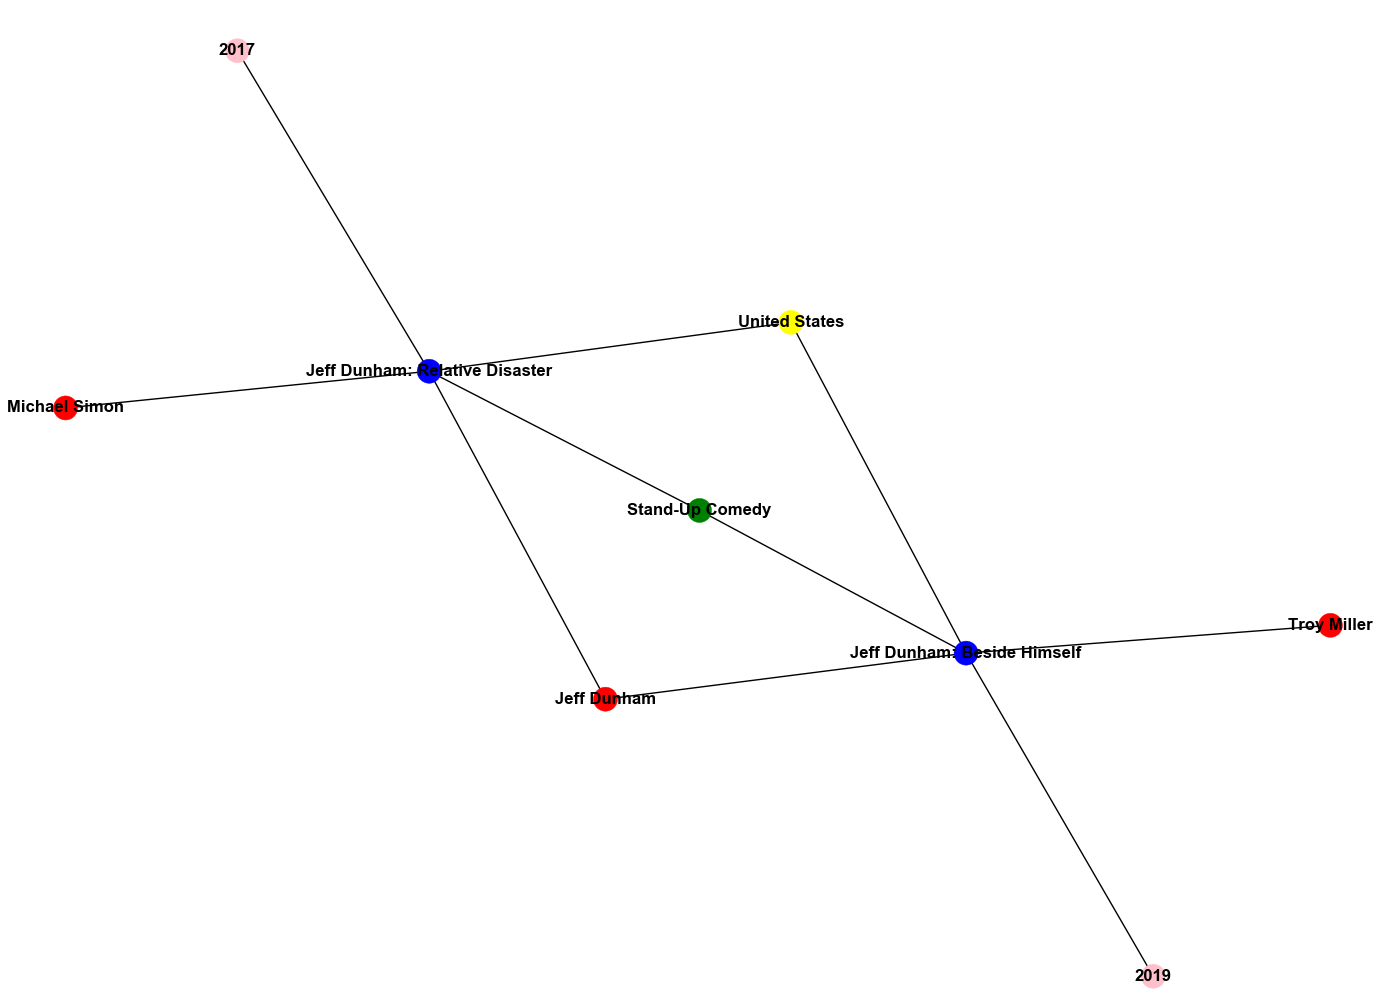 2017
United States
Jeff Dunham: Relative Disaster
Michael Simon
Stand-Up Comedy
Troy Miller
Jeff Dunham: Beside Himself
Jeff Dunham
2019